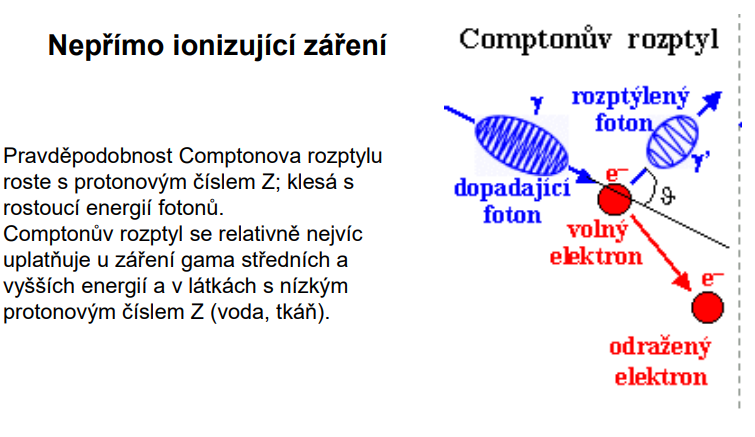 Nepřímo ionizující záření
Pravděpodobnost Comptonova rozptylu
roste s protonovým číslem Z; klesá s
rostoucí energií fotonů.
Comptonův rozptyl se relativně nejvíc
uplatňuje u záření gama středních a
vyšších energií a v látkách s nízkým
protonovým číslem Z (voda, tkáň).
Comptonův rozptyl
γ
rozptýlený
foton
γ'
dopadající
foton
e⁻
ϑ
volný
elektron
e⁻
odražený
elektron